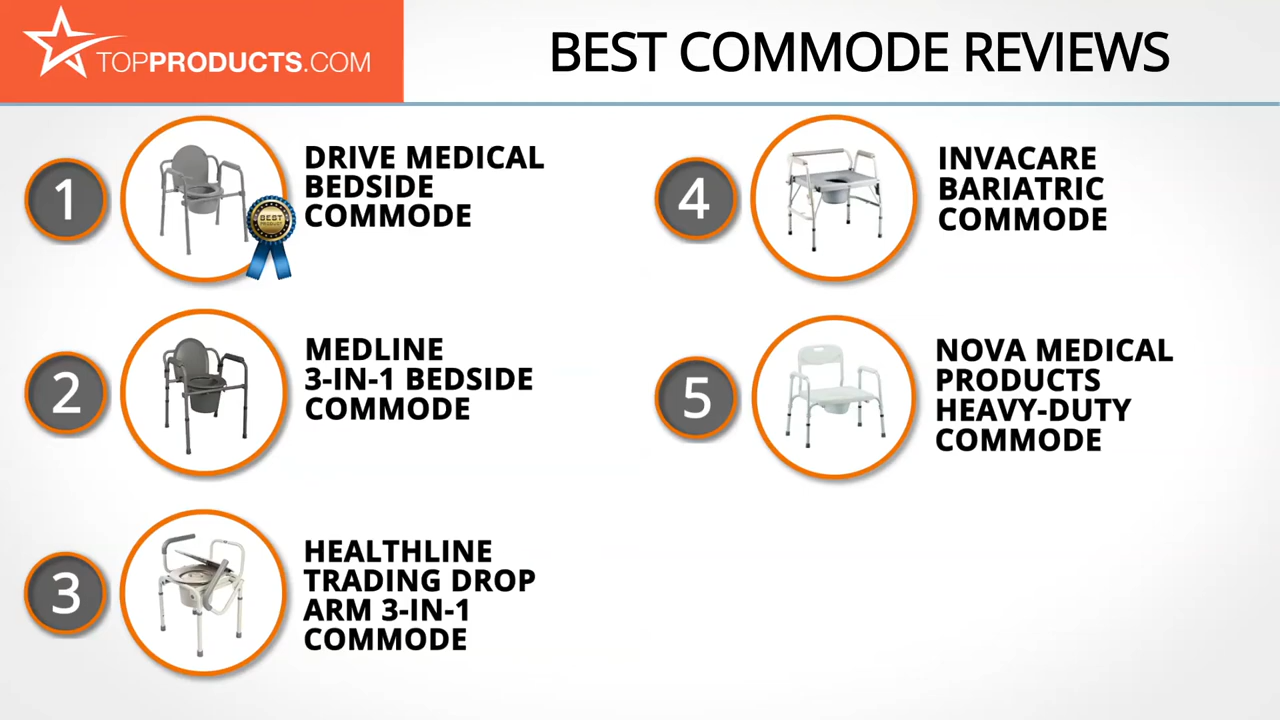 TOPPRODUCTS.COM
BEST COMMODE REVIEWS
1
DRIVE MEDICAL
BEDSIDE
COMMODE
BEST
2
MEDLINE
3-IN-1 BEDSIDE
COMMODE
3
HEALTHLINE
TRADING DROP
ARM 3-IN-1
COMMODE
4
INVACARE
BARIATRIC
COMMODE
5
NOVA MEDICAL
PRODUCTS
HEAVY-DUTY
COMMODE